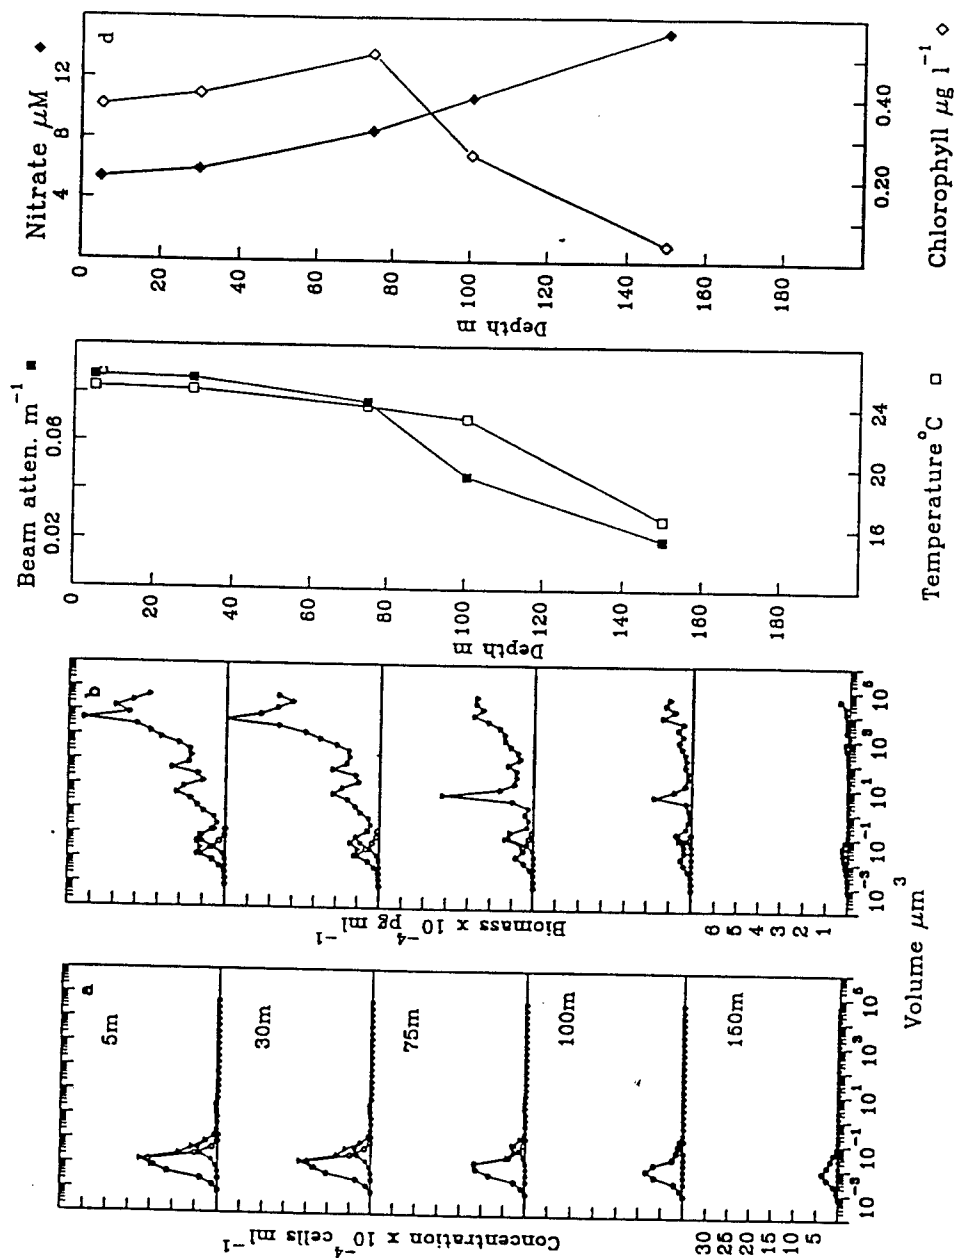 Nitrate μM ◆
4 8 12
d
0 20 40 60 80 100 120 140 160 180
Depth m
0.20 0.40
Chlorophyll μg l⁻¹ ◇
Beam atten. m⁻¹ ■
0.02 0.06
0 20 40 60 80 100 120 140 160 180
Depth m
16 20 24
Temperature°C □
b
Biomass x 10⁻⁴ pg ml⁻¹
6 5 4 3 2 1
10⁻³ 10⁻¹ 10¹ 10³ 10⁵
a
5m
30m
75m
100m
150m
Concentration x 10⁻⁴ cells ml⁻¹
30 25 20 15 10 5
10⁻³ 10⁻¹ 10¹ 10³ 10⁵
Volume μm³